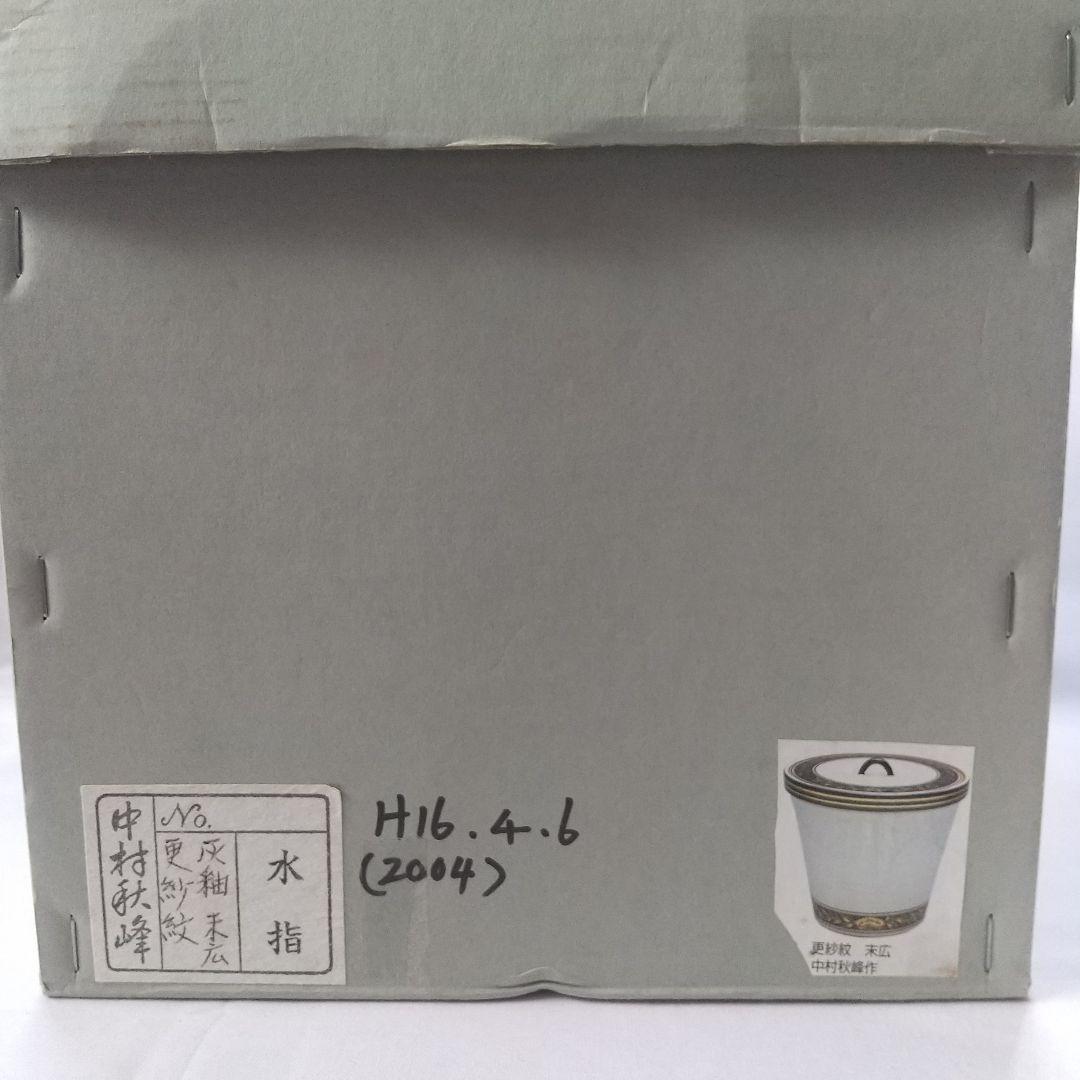 No.
水指
灰釉 末広
更紗紋
中村秋峰
H16.4.6
(2004)
更紗紋 末広
中村秋峰作